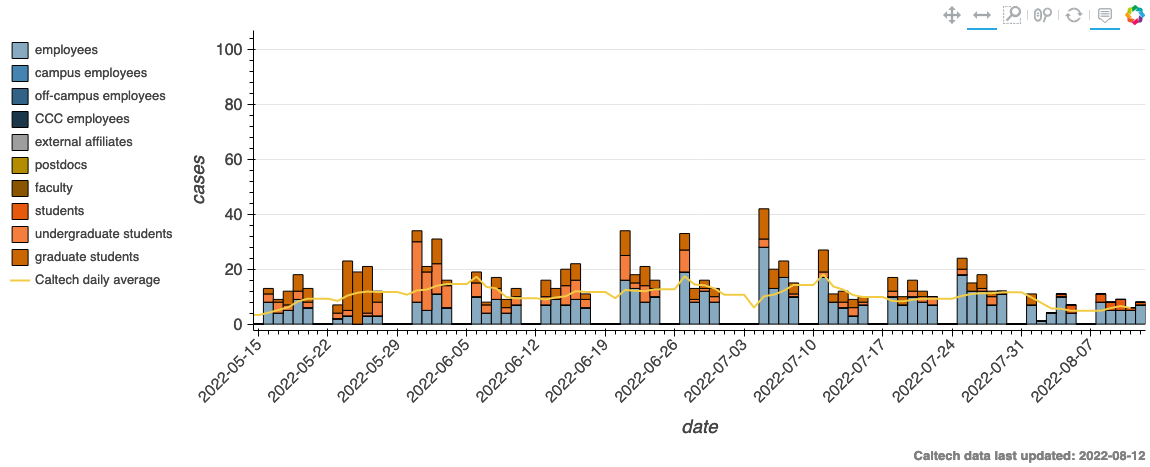 employees
campus employees
off-campus employees
CCC employees
external affiliates
postdocs
faculty
students
undergraduate students
graduate students
Caltech daily average
cases
100
80
60
40
20
0
2022-05-15
2022-05-22
2022-05-29
2022-06-05
2022-06-12
2022-06-19
2022-06-26
2022-07-03
2022-07-10
2022-07-17
2022-07-24
2022-07-31
2022-08-07
date
Caltech data last updated: 2022-08-12